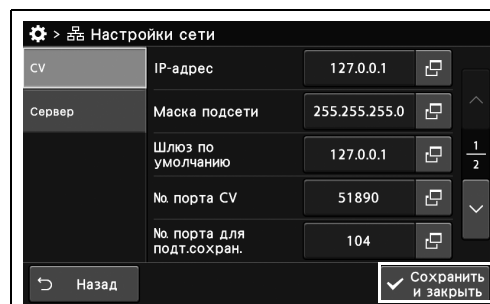 > Настройки сети
CV
Сервер
IP-адрес
127.0.0.1
Маска подсети
255.255.255.0
Шлюз по
умолчанию
127.0.0.1
№ порта CV
51890
№ порта для
подт.сохран.
104
1
2
Назад
Сохранить
и закрыть